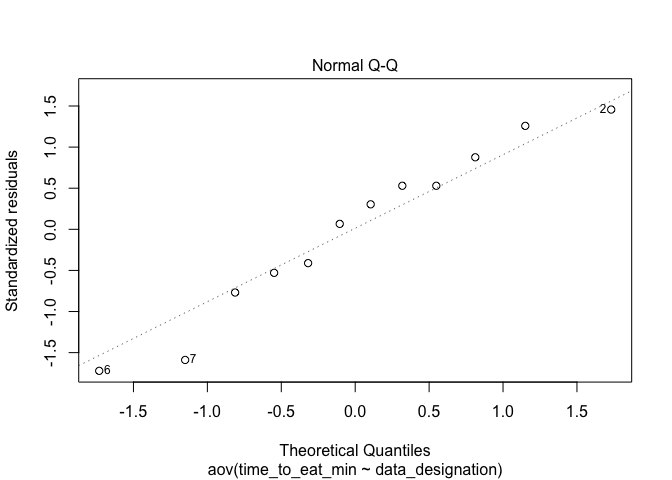 Normal Q-Q
Standardized residuals
1.5
1.0
0.5
0.0
-0.5
-1.0
-1.5
2
7
6
-1.5 -1.0 -0.5 0.0 0.5 1.0 1.5
Theoretical Quantiles
aov(time_to_eat_min ~ data_designation)